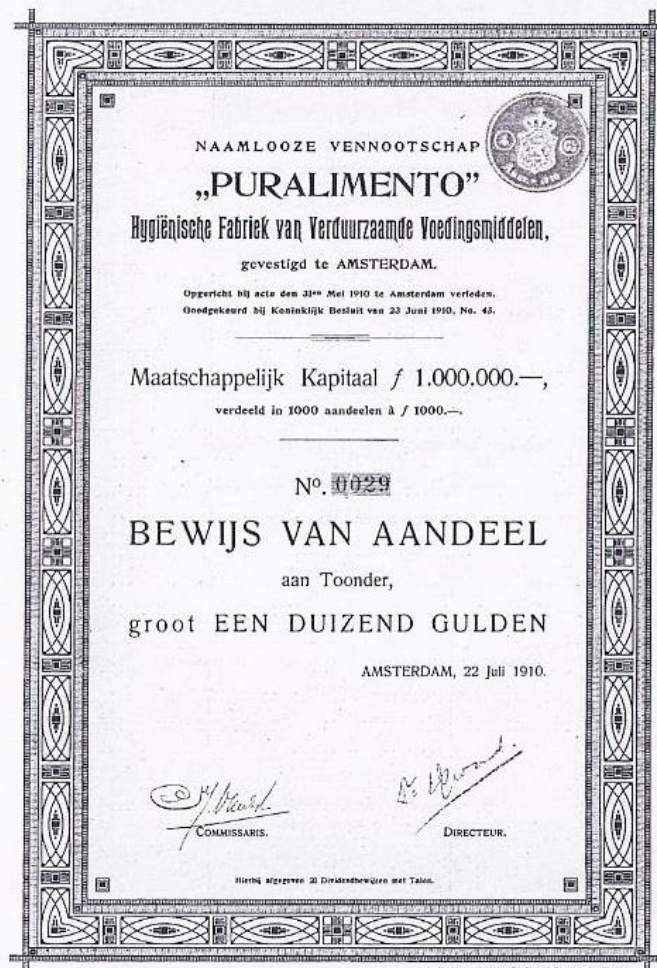 NAAMLOOZE VENNOOTSCHAP
„PURALIMENTO”
Hygiënische Fabriek van Verduurzaamde Voedingsmiddelen,
gevestigd te AMSTERDAM.
Opgericht bij acte den 31en Mei 1910 te Amsterdam verleden.
Goedgekeurd bij Koninklijk Besluit van 23 Juni 1910, No. 43.
Maatschappelijk Kapitaal f 1.000.000.—,
verdeeld in 1000 aandeelen à f 1000.—.
No. 0029
BEWIJS VAN AANDEEL
aan Toonder,
groot EEN DUIZEND GULDEN
AMSTERDAM, 22 Juli 1910.
COMMISSARIS.
DIRECTEUR.
Hierbij afgegeven 20 Dividendbewijzen met Talon.